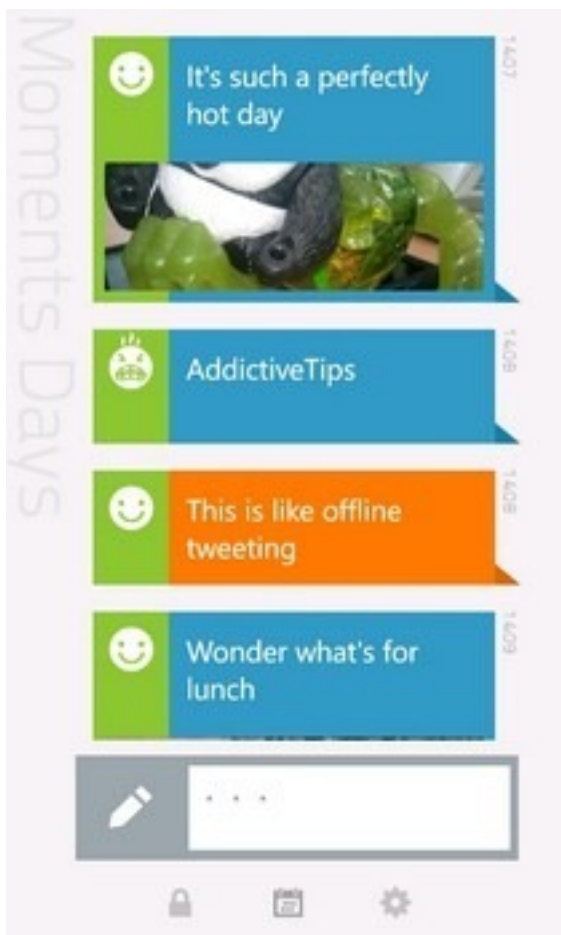 Moments Days
It's such a perfectly
hot day
1407
AddictiveTips
1408
This is like offline
tweeting
1408
Wonder what's for
lunch
1409
. . .